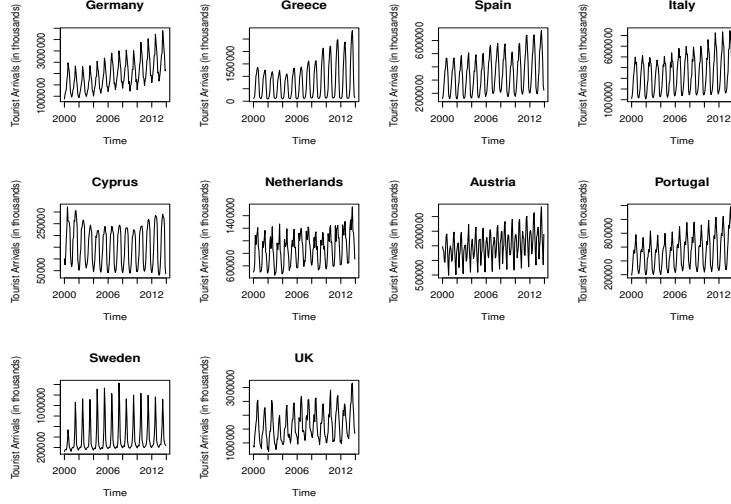 Germany
Tourist Arrivals (in thousands)
1000000 3000000
2000 2006 2012
Time
Greece
Tourist Arrivals (in thousands)
0 1500000
2000 2006 2012
Time
Spain
Tourist Arrivals (in thousands)
2000000 6000000
2000 2006 2012
Time
Italy
Tourist Arrivals (in thousands)
1000000 6000000
2000 2006 2012
Time
Cyprus
Tourist Arrivals (in thousands)
50000 250000
2000 2006 2012
Time
Netherlands
Tourist Arrivals (in thousands)
600000 1400000
2000 2006 2012
Time
Austria
Tourist Arrivals (in thousands)
500000 2000000
2000 2006 2012
Time
Portugal
Tourist Arrivals (in thousands)
200000 800000
2000 2006 2012
Time
Sweden
Tourist Arrivals (in thousands)
200000 1000000
2000 2006 2012
Time
UK
Tourist Arrivals (in thousands)
1000000 3000000
2000 2006 2012
Time